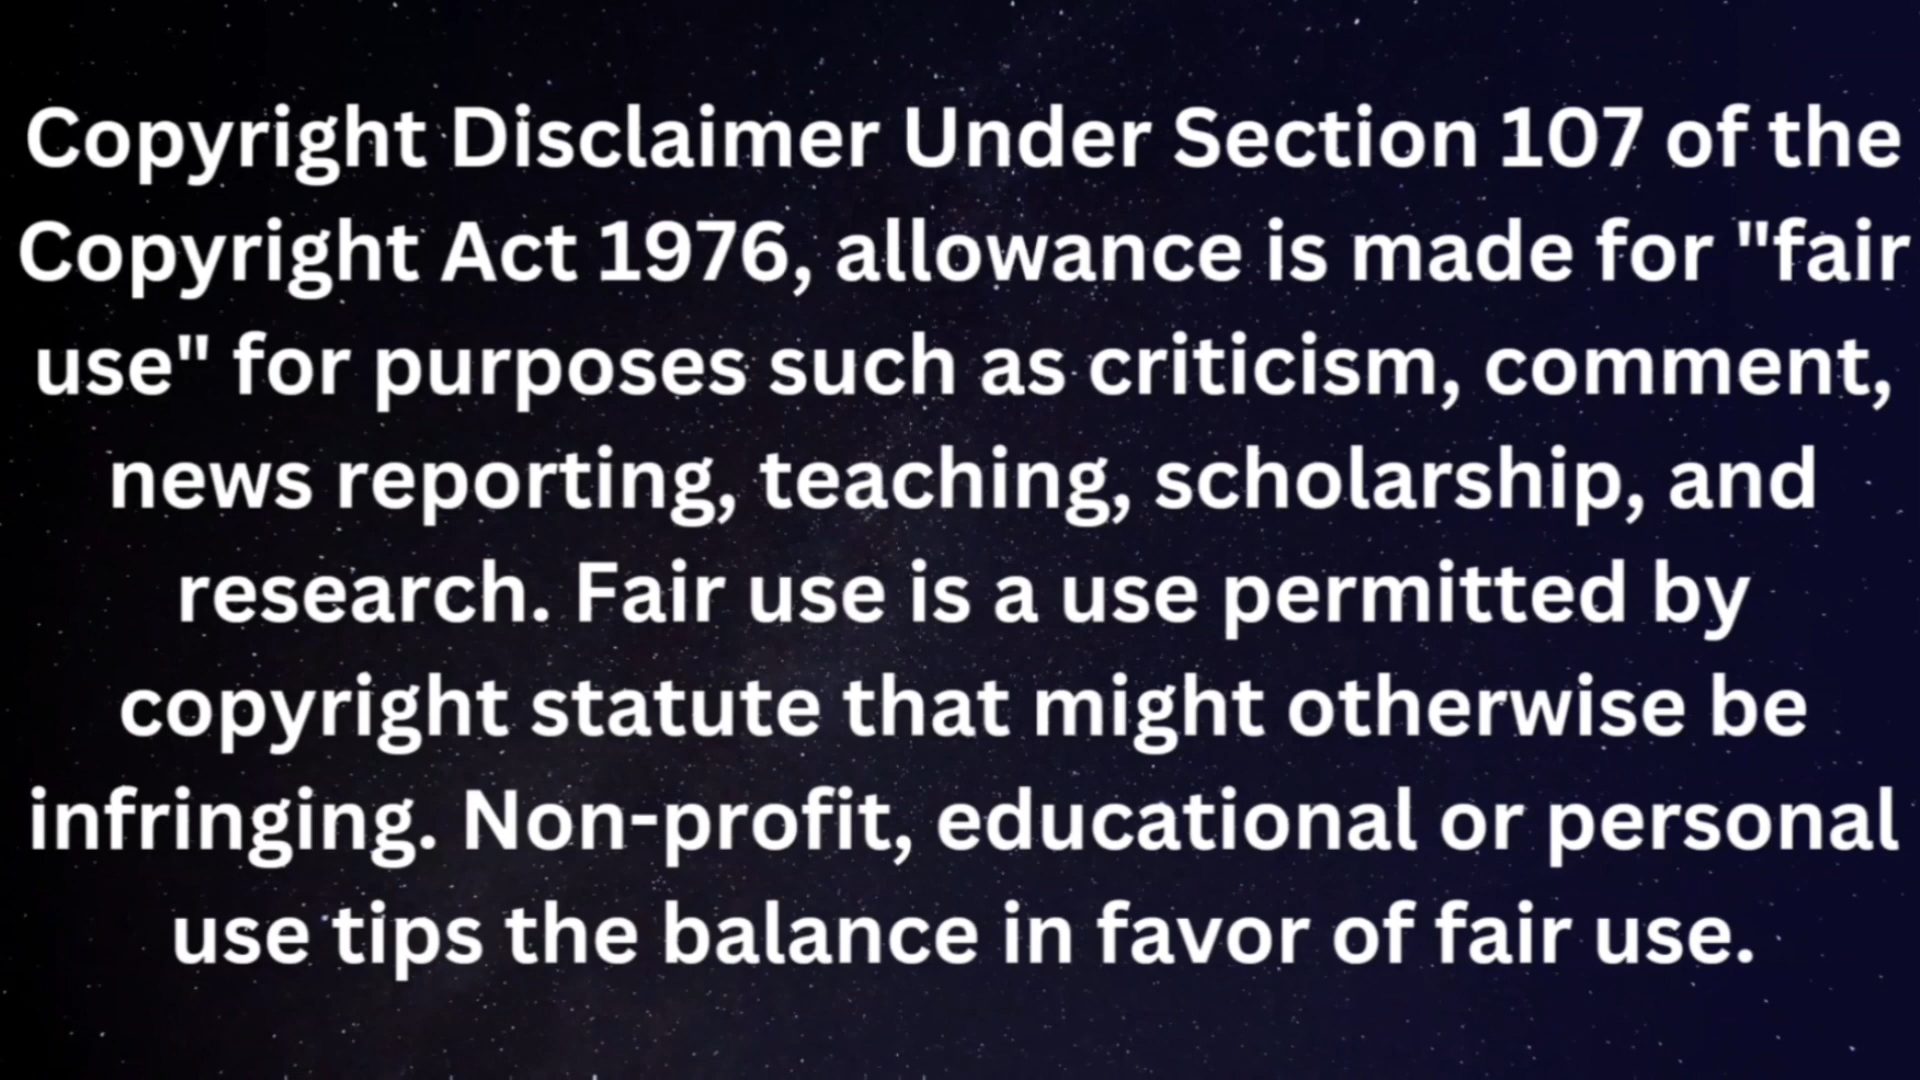 Copyright Disclaimer Under Section 107 of the
Copyright Act 1976, allowance is made for "fair
use" for purposes such as criticism, comment,
news reporting, teaching, scholarship, and
research. Fair use is a use permitted by
copyright statute that might otherwise be
infringing. Non-profit, educational or personal
use tips the balance in favor of fair use.